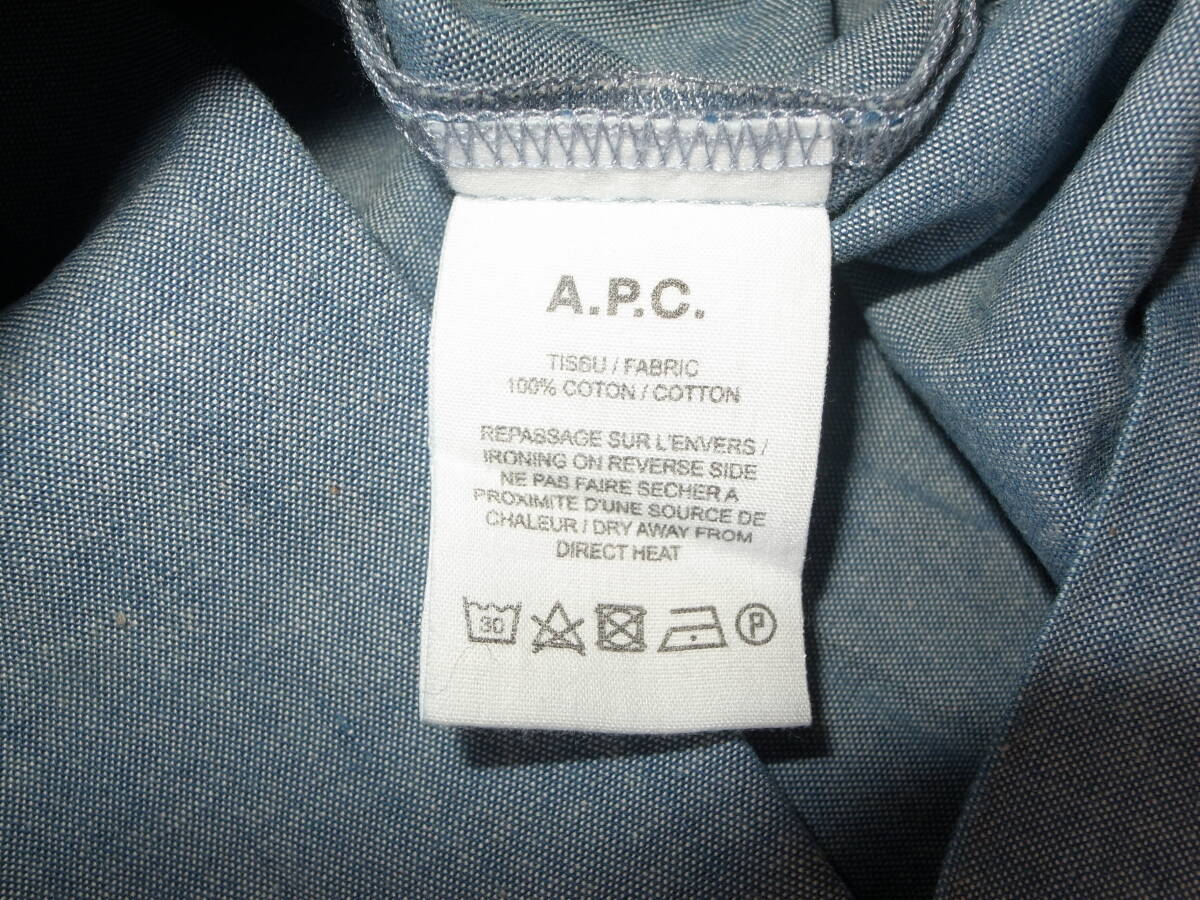 A.P.C.
TISSU / FABRIC
100% COTON / COTTON
REPASSAGE SUR L'ENVERS /
IRONING ON REVERSE SIDE
NE PAS FAIRE SECHER A
PROXIMITE D'UNE SOURCE DE
CHALEUR / DRY AWAY FROM
DIRECT HEAT
30 P